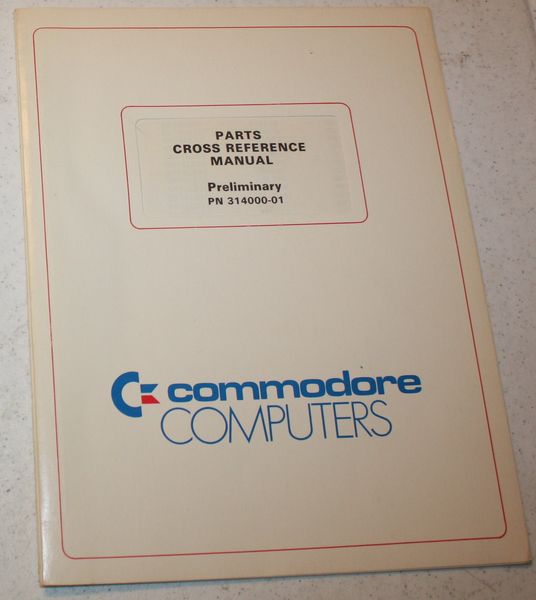 PARTS
CROSS REFERENCE
MANUAL
Preliminary
PN 314000-01
commodore
COMPUTERS